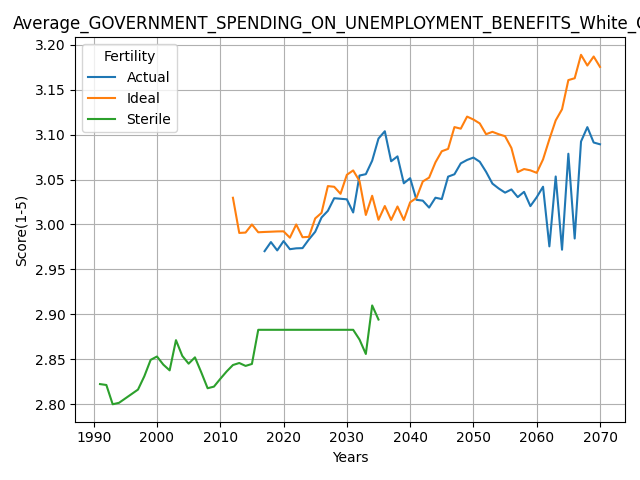 Average_GOVERNMENT_SPENDING_ON_UNEMPLOYMENT_BENEFITS_White_
Fertility
Actual
Ideal
Sterile
3.20
3.15
3.10
3.05
3.00
2.95
2.90
2.85
2.80
Score(1-5)
1990 2000 2010 2020 2030 2040 2050 2060 2070
Years